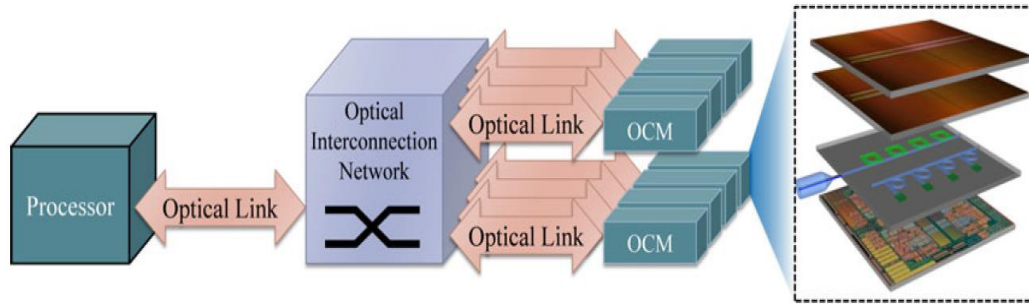 Processor
Optical Link
Optical
Interconnection
Network
Optical Link
OCM
Optical Link
OCM